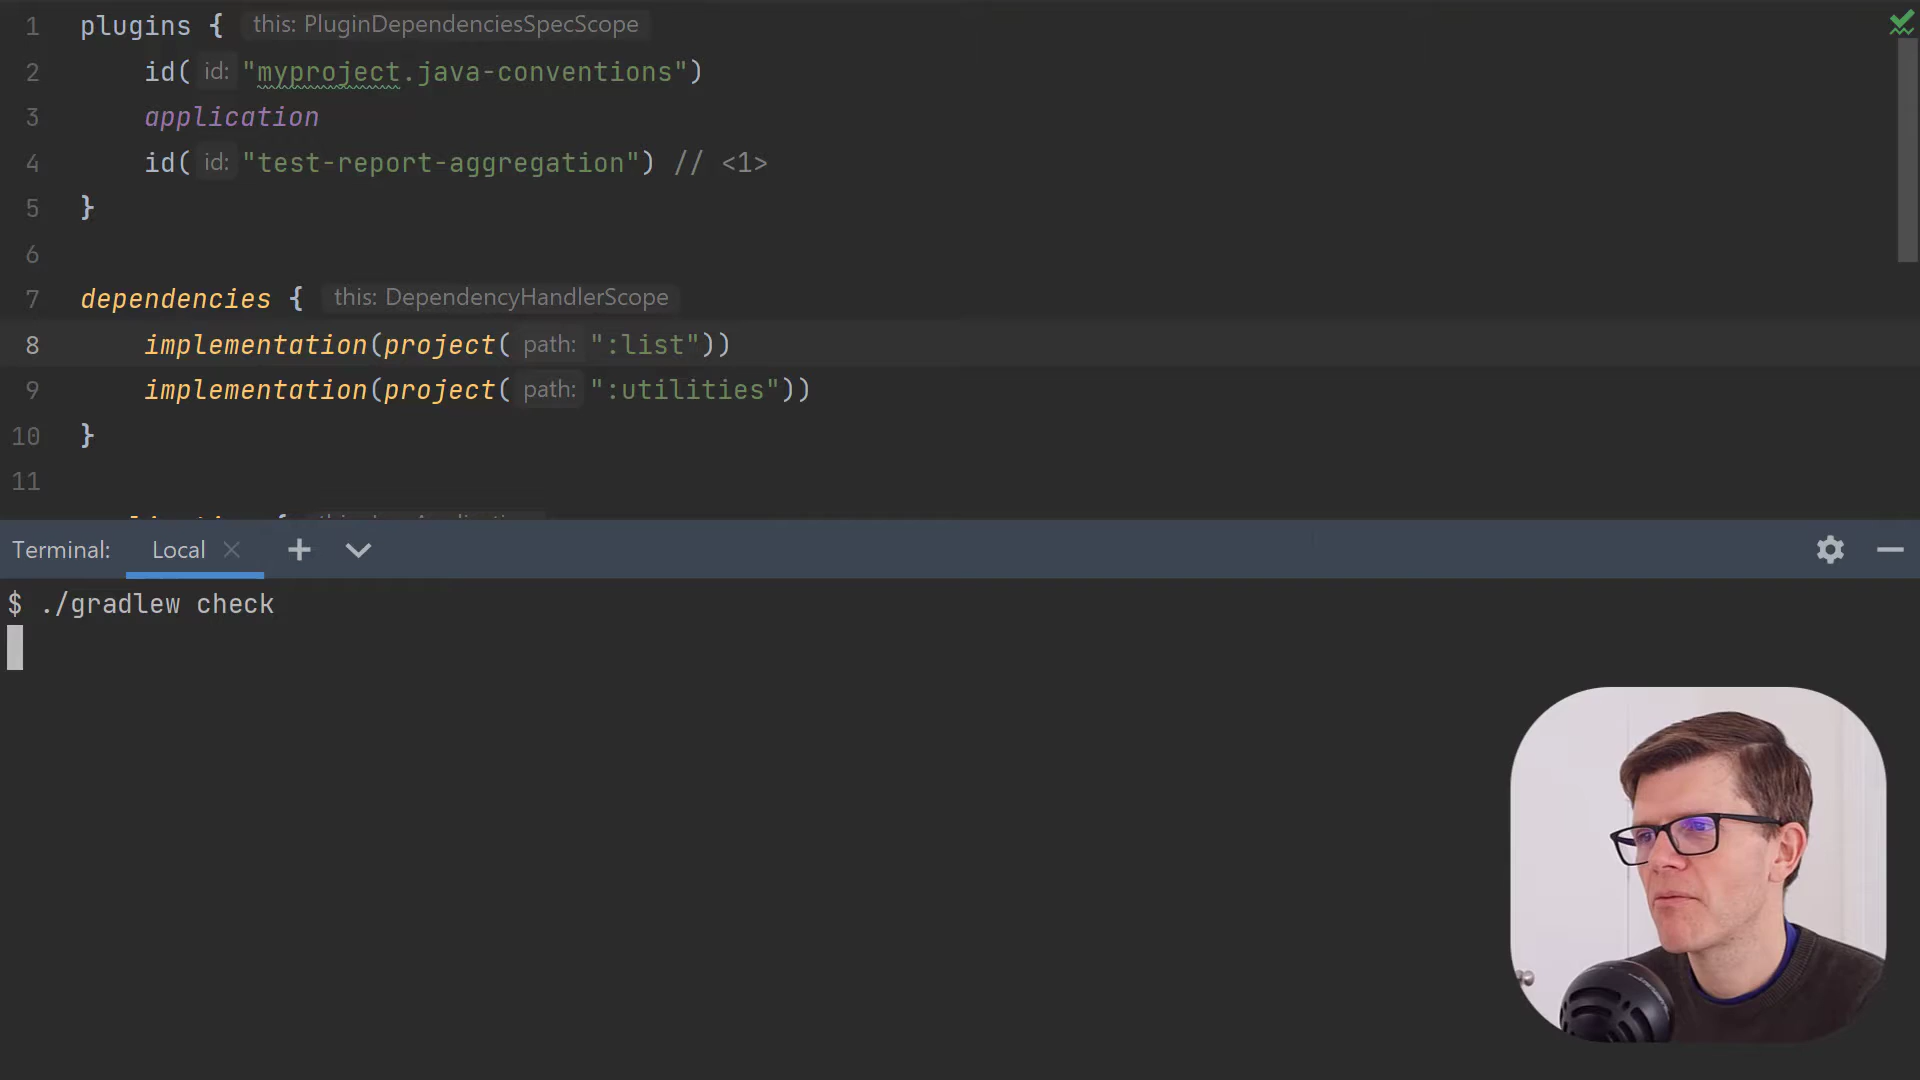 1 plugins { this: PluginDependenciesSpecScope
2 id( id: "myproject.java-conventions")
3 application
4 id( id: "test-report-aggregation") // <1>
5 }
6
7 dependencies { this: DependencyHandlerScope
8 implementation(project( path: ":list"))
9 implementation(project( path: ":utilities"))
10 }
11
Terminal: Local
$ ./gradlew check